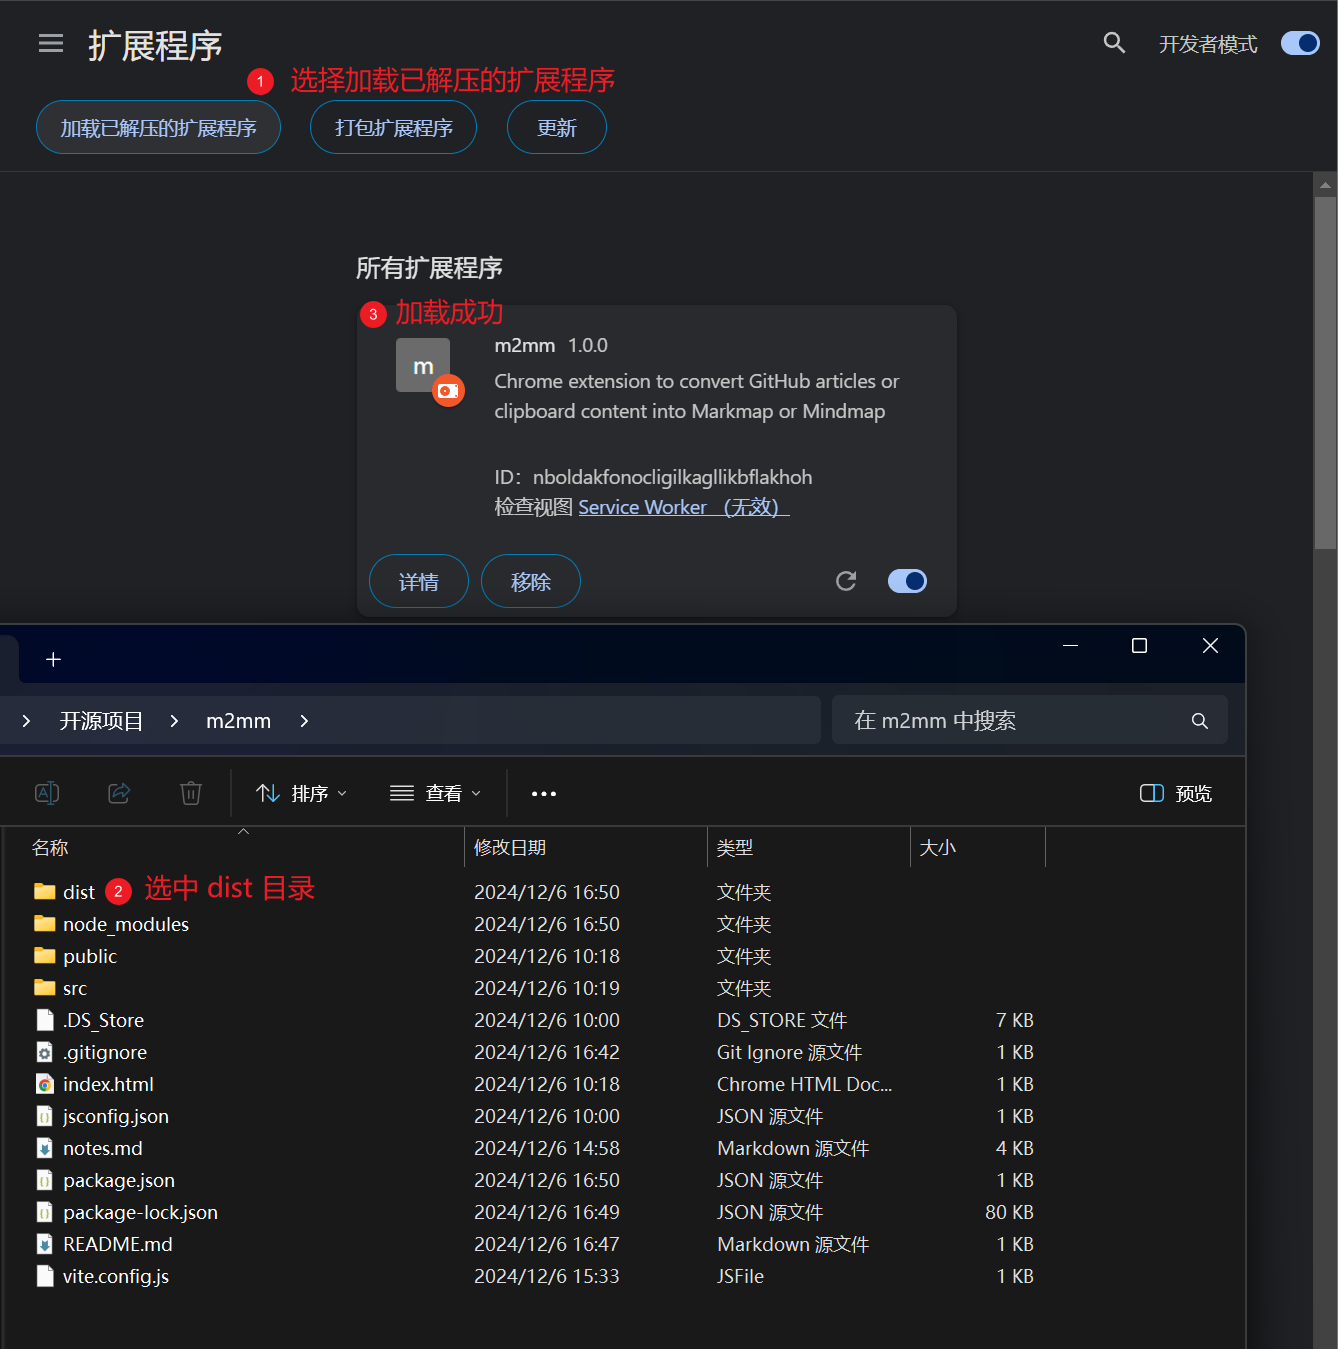 扩展程序
开发者模式
1 选择加载已解压的扩展程序
加载已解压的扩展程序 打包扩展程序 更新
所有扩展程序
3 加载成功
m
m2mm 1.0.0
Chrome extension to convert GitHub articles or
clipboard content into Markmap or Mindmap
ID：nboldakfonocligilkagllikbflakhoh
检查视图 Service Worker （无效）
详情 移除
开源项目 m2mm
在 m2mm 中搜索
排序 查看 预览
名称 修改日期 类型 大小
dist 2 选中 dist 目录 2024/12/6 16:50 文件夹
node_modules 2024/12/6 16:50 文件夹
public 2024/12/6 10:18 文件夹
src 2024/12/6 10:19 文件夹
.DS_Store 2024/12/6 10:00 DS_STORE 文件 7 KB
.gitignore 2024/12/6 16:42 Git Ignore 源文件 1 KB
index.html 2024/12/6 10:18 Chrome HTML Doc... 1 KB
jsconfig.json 2024/12/6 10:00 JSON 源文件 1 KB
notes.md 2024/12/6 14:58 Markdown 源文件 4 KB
package.json 2024/12/6 16:50 JSON 源文件 1 KB
package-lock.json 2024/12/6 16:49 JSON 源文件 80 KB
README.md 2024/12/6 16:47 Markdown 源文件 1 KB
vite.config.js 2024/12/6 15:33 JSFile 1 KB